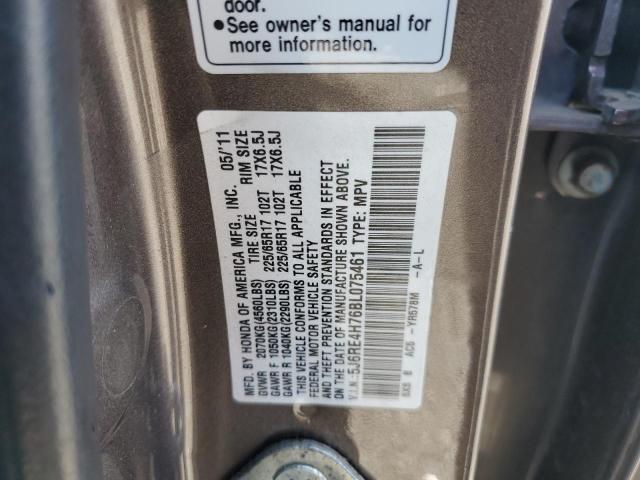 door.
●See owner's manual for
more information.
MFD. BY HONDA OF AMERICA MFG., INC. 05/'11
TIRE SIZE RIM SIZE
GVWR 2070KG(4560LBS)
GAWR F 1050KG(2310LBS) 225/65R17 102T 17X6.5J
GAWR R 1040KG(2290LBS) 225/65R17 102T 17X6.5J
THIS VEHICLE CONFORMS TO ALL APPLICABLE
FEDERAL MOTOR VEHICLE SAFETY
AND THEFT PREVENTION STANDARDS IN EFFECT
ON THE DATE OF MANUFACTURE SHOWN ABOVE.
V.I.N.:5J6RE4H76BL075461 TYPE: MPV
SXS B AC5 -YR578M -A-L